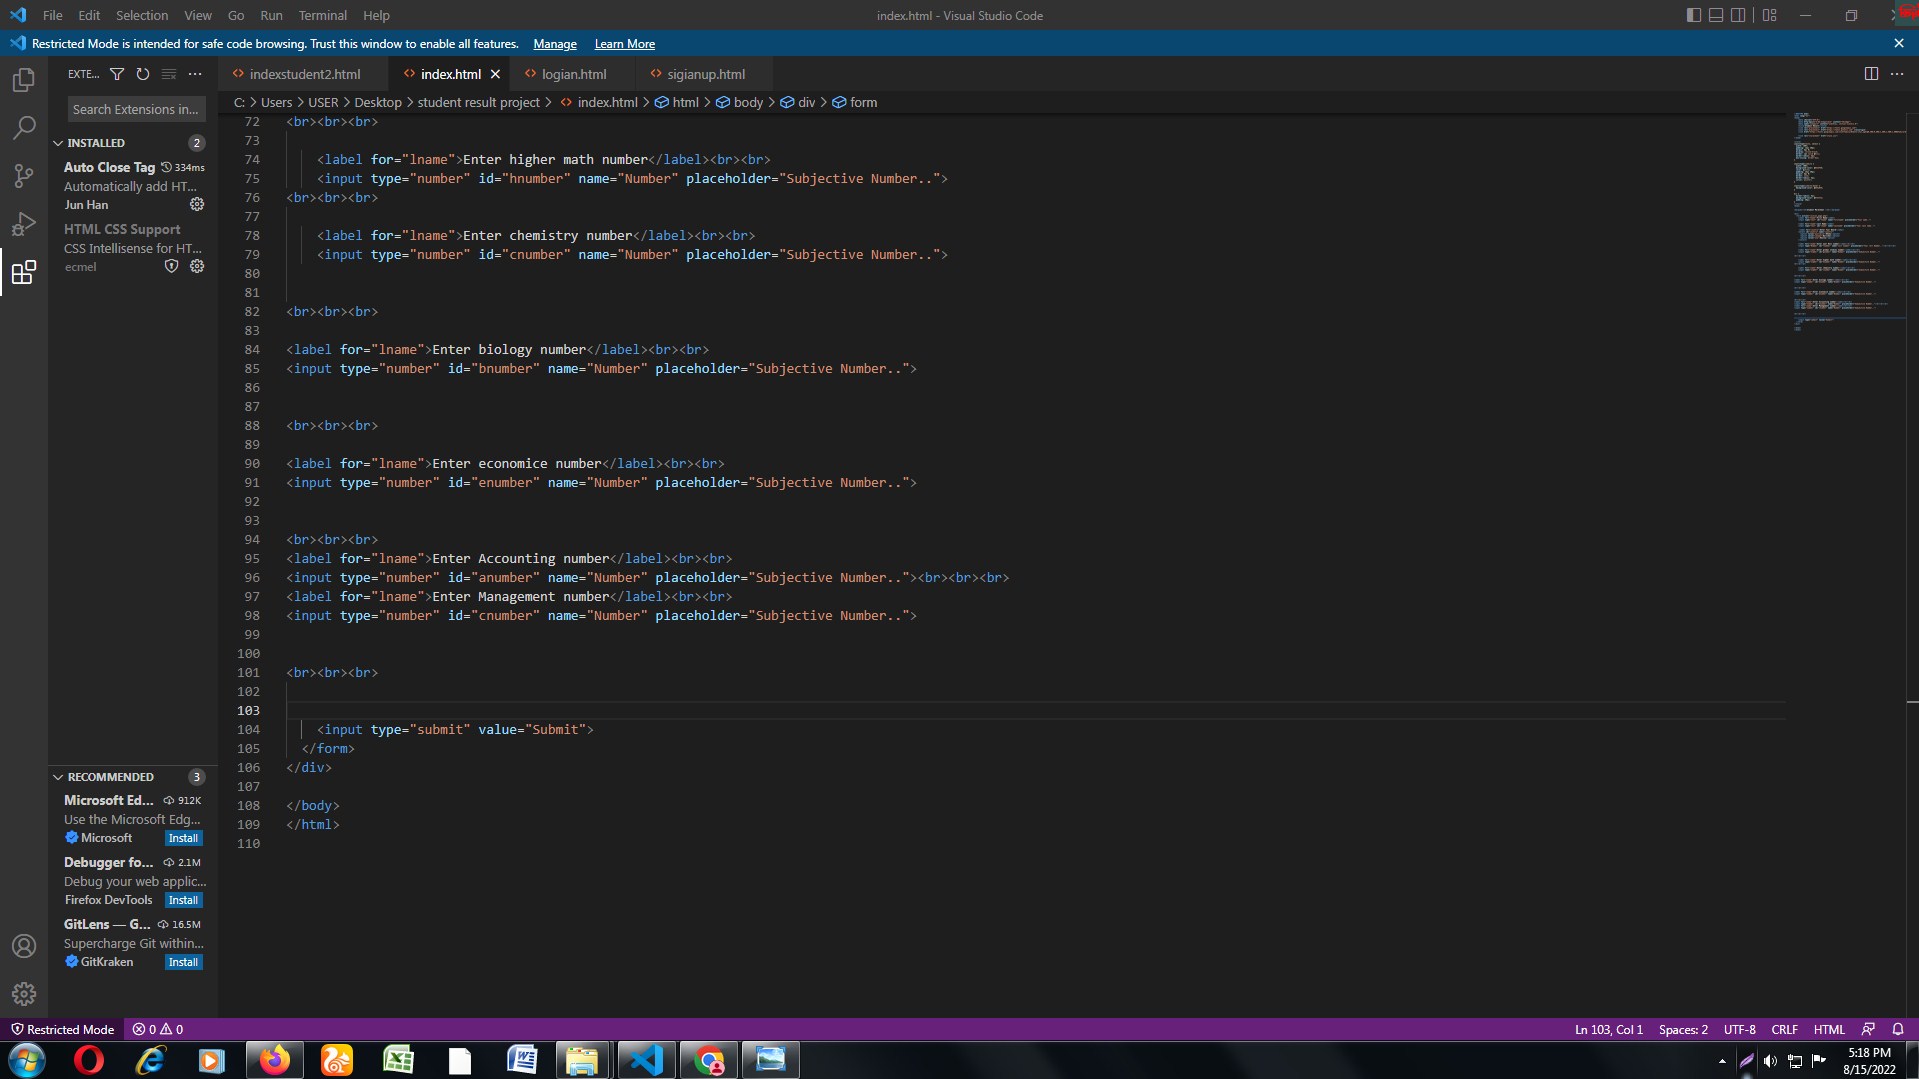 File Edit Selection View Go Run Terminal Help index.html - Visual Studio Code
Restricted Mode is intended for safe code browsing. Trust this window to enable all features. Manage Learn More
EXTE... indexstudent2.html index.html logian.html sigianup.html
Search Extensions in... C: > Users > USER > Desktop > student result project > index.html > html > body > div > form
INSTALLED 2
Auto Close Tag 334ms
Automatically add HT...
Jun Han
HTML CSS Support
CSS Intellisense for HT...
ecmel
72 <br><br><br>
73
74 <label for="lname">Enter higher math number</label><br><br>
75 <input type="number" id="hnumber" name="Number" placeholder="Subjective Number..">
76 <br><br><br>
77
78 <label for="lname">Enter chemistry number</label><br><br>
79 <input type="number" id="cnumber" name="Number" placeholder="Subjective Number..">
80
81
82 <br><br><br>
83
84 <label for="lname">Enter biology number</label><br><br>
85 <input type="number" id="bnumber" name="Number" placeholder="Subjective Number..">
86
87
88 <br><br><br>
89
90 <label for="lname">Enter economice number</label><br><br>
91 <input type="number" id="enumber" name="Number" placeholder="Subjective Number..">
92
93
94 <br><br><br>
95 <label for="lname">Enter Accounting number</label><br><br>
96 <input type="number" id="anumber" name="Number" placeholder="Subjective Number.."><br><br><br>
97 <label for="lname">Enter Management number</label><br><br>
98 <input type="number" id="cnumber" name="Number" placeholder="Subjective Number..">
99
100
101 <br><br><br>
102
103
104 <input type="submit" value="Submit">
105 </form>
106 </div>
107
108 </body>
109 </html>
110
RECOMMENDED 3
Microsoft Ed... 912K
Use the Microsoft Edg...
Microsoft Install
Debugger fo... 2.1M
Debug your web applic...
Firefox DevTools Install
GitLens — G... 16.5M
Supercharge Git within...
GitKraken Install
Restricted Mode 0 0 Ln 103, Col 1 Spaces: 2 UTF-8 CRLF HTML
5:18 PM
8/15/2022